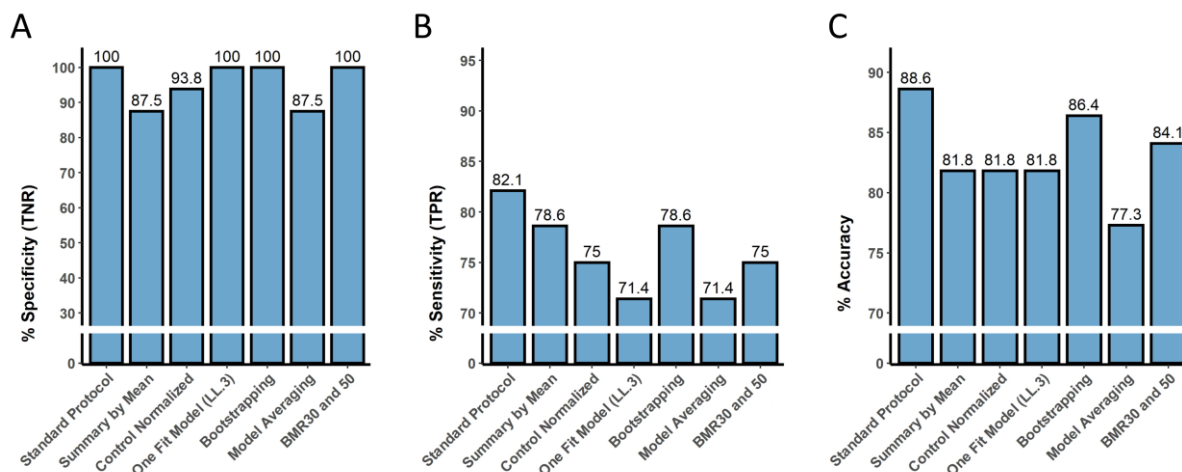 A
% Specificity (TNR)
100
90
80
70
60
50
40
30
0
100
87.5
93.8
100
100
87.5
100
Standard Protocol
Summary by Mean
Control Normalized
One Fit Model (LL.3)
Bootstrapping
Model Averaging
BMR30 and 50
B
% Sensitivity (TPR)
95
90
85
80
75
70
0
82.1
78.6
75
71.4
78.6
71.4
75
Standard Protocol
Summary by Mean
Control Normalized
One Fit Model (LL.3)
Bootstrapping
Model Averaging
BMR30 and 50
C
% Accuracy
90
85
80
75
70
0
88.6
81.8
81.8
81.8
86.4
77.3
84.1
Standard Protocol
Summary by Mean
Control Normalized
One Fit Model (LL.3)
Bootstrapping
Model Averaging
BMR30 and 50